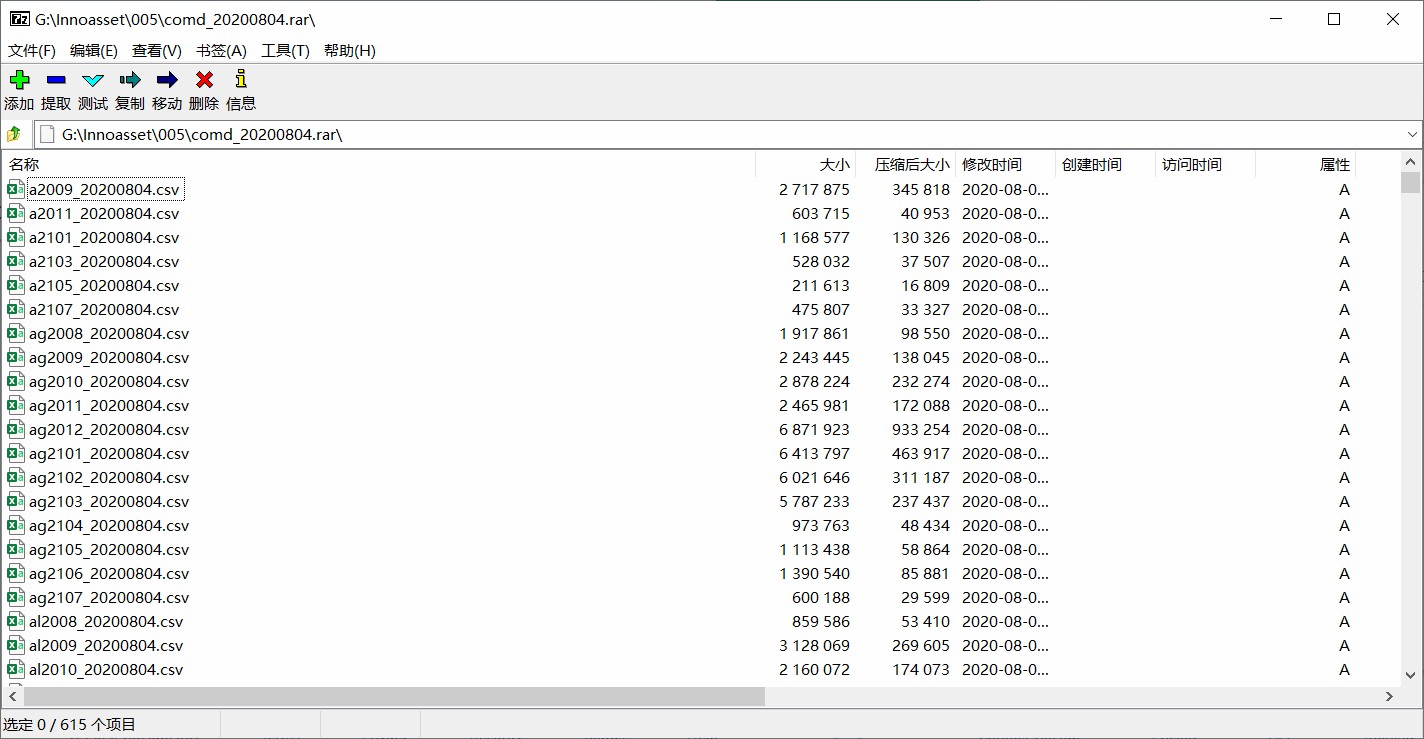 G:\Innoasset\005\comd_20200804.rar\
文件(F) 编辑(E) 查看(V) 书签(A) 工具(T) 帮助(H)
添加 提取 测试 复制 移动 删除 信息
G:\Innoasset\005\comd_20200804.rar\
名称 大小 压缩后大小 修改时间 创建时间 访问时间 属性
a2009_20200804.csv 2 717 875 345 818 2020-08-0... A
a2011_20200804.csv 603 715 40 953 2020-08-0... A
a2101_20200804.csv 1 168 577 130 326 2020-08-0... A
a2103_20200804.csv 528 032 37 507 2020-08-0... A
a2105_20200804.csv 211 613 16 809 2020-08-0... A
a2107_20200804.csv 475 807 33 327 2020-08-0... A
ag2008_20200804.csv 1 917 861 98 550 2020-08-0... A
ag2009_20200804.csv 2 243 445 138 045 2020-08-0... A
ag2010_20200804.csv 2 878 224 232 274 2020-08-0... A
ag2011_20200804.csv 2 465 981 172 088 2020-08-0... A
ag2012_20200804.csv 6 871 923 933 254 2020-08-0... A
ag2101_20200804.csv 6 413 797 463 917 2020-08-0... A
ag2102_20200804.csv 6 021 646 311 187 2020-08-0... A
ag2103_20200804.csv 5 787 233 237 437 2020-08-0... A
ag2104_20200804.csv 973 763 48 434 2020-08-0... A
ag2105_20200804.csv 1 113 438 58 864 2020-08-0... A
ag2106_20200804.csv 1 390 540 85 881 2020-08-0... A
ag2107_20200804.csv 600 188 29 599 2020-08-0... A
al2008_20200804.csv 859 586 53 410 2020-08-0... A
al2009_20200804.csv 3 128 069 269 605 2020-08-0... A
al2010_20200804.csv 2 160 072 174 073 2020-08-0... A
选定 0 / 615 个项目